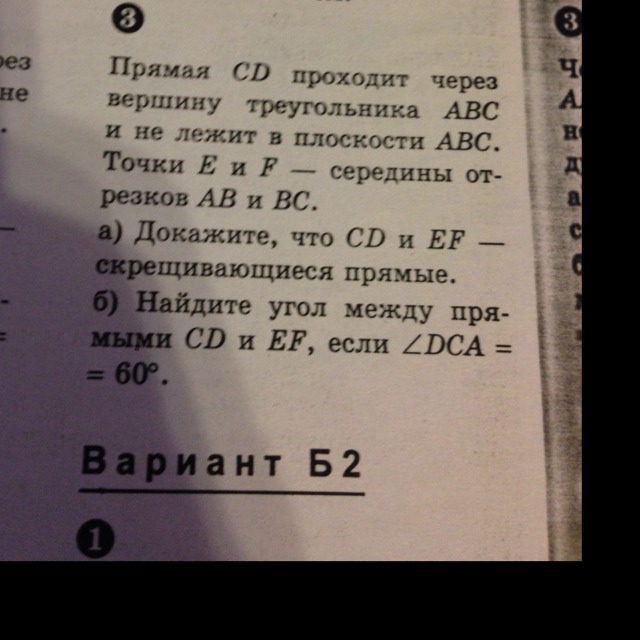 3
Прямая CD проходит через
вершину треугольника ABC
и не лежит в плоскости ABC.
Точки E и F — середины от-
резков AB и BC.
а) Докажите, что CD и EF —
скрещивающиеся прямые.
б) Найдите угол между пря-
мыми CD и EF, если ∠DCA =
= 60°.
Вариант Б2
1
3